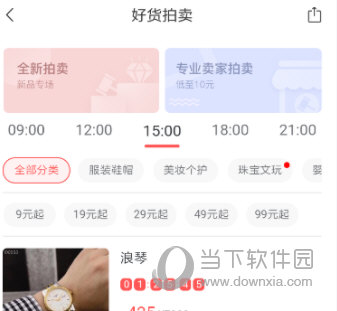 好货拍卖
全新拍卖 专业卖家拍卖
新品专场 低至10元
09:00 12:00 15:00 18:00 21:00
全部分类 服装鞋帽 美妆个护 珠宝文玩
9元起 19元起 29元起 49元起 99元起
浪琴
当下软件园
www.downxia.com